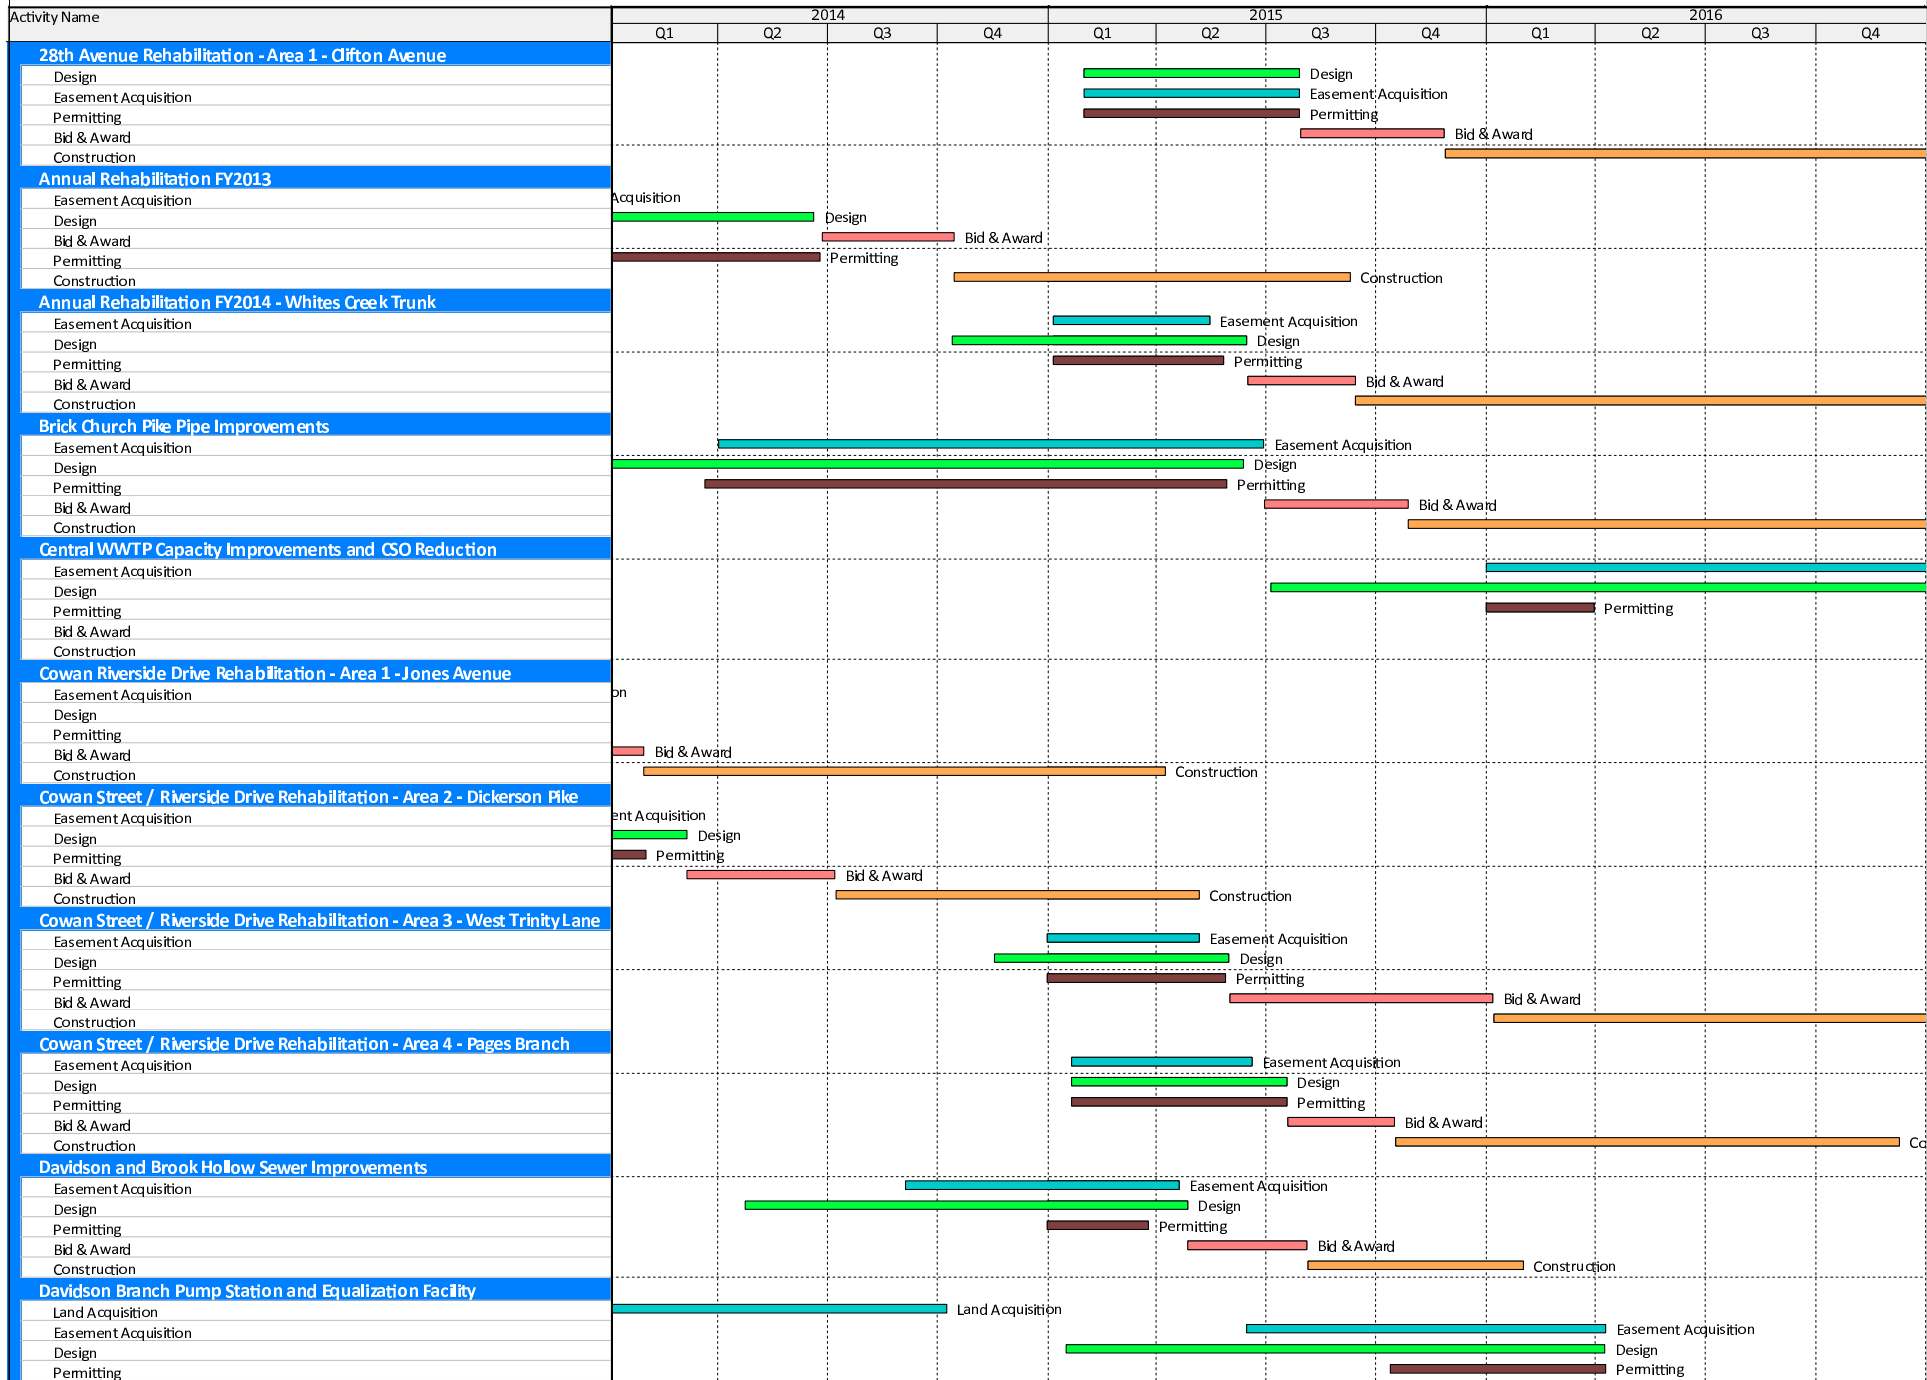 Activity Name 2014 2015 2016
Q1 Q2 Q3 Q4 Q1 Q2 Q3 Q4 Q1 Q2 Q3 Q4
28th Avenue Rehabilitation - Area 1 - Clifton Avenue
Design Design
Easement Acquisition Easement Acquisition
Permitting Permitting
Bid & Award Bid & Award
Construction
Annual Rehabilitation FY2013
Easement Acquisition Acquisition
Design Design
Bid & Award Bid & Award
Permitting Permitting
Construction Construction
Annual Rehabilitation FY2014 - Whites Creek Trunk
Easement Acquisition Easement Acquisition
Design Design
Permitting Permitting
Bid & Award Bid & Award
Construction
Brick Church Pike Pipe Improvements
Easement Acquisition Easement Acquisition
Design Design
Permitting Permitting
Bid & Award Bid & Award
Construction
Central WWTP Capacity Improvements and CSO Reduction
Easement Acquisition
Design
Permitting Permitting
Bid & Award
Construction
Cowan Riverside Drive Rehabilitation - Area 1 - Jones Avenue
Easement Acquisition on
Design
Permitting
Bid & Award Bid & Award
Construction Construction
Cowan Street / Riverside Drive Rehabilitation - Area 2 - Dickerson Pike
Easement Acquisition ent Acquisition
Design Design
Permitting Permitting
Bid & Award Bid & Award
Construction Construction
Cowan Street / Riverside Drive Rehabilitation - Area 3 - West Trinity Lane
Easement Acquisition Easement Acquisition
Design Design
Permitting Permitting
Bid & Award Bid & Award
Construction
Cowan Street / Riverside Drive Rehabilitation - Area 4 - Pages Branch
Easement Acquisition Easement Acquisition
Design Design
Permitting Permitting
Bid & Award Bid & Award
Construction Co
Davidson and Brook Hollow Sewer Improvements
Easement Acquisition Easement Acquisition
Design Design
Permitting Permitting
Bid & Award Bid & Award
Construction Construction
Davidson Branch Pump Station and Equalization Facility
Land Acquisition Land Acquisition
Easement Acquisition Easement Acquisition
Design Design
Permitting Permitting